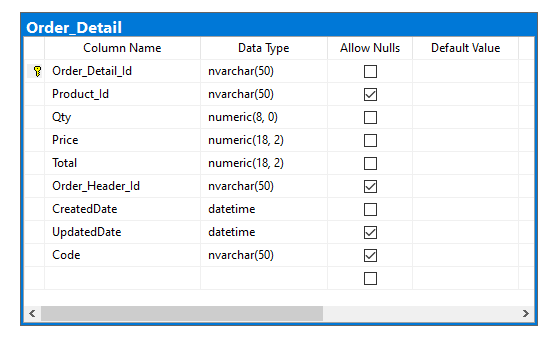 Order_Detail
Column Name Data Type Allow Nulls Default Value
Order_Detail_Id nvarchar(50)
Product_Id nvarchar(50)
Qty numeric(8, 0)
Price numeric(18, 2)
Total numeric(18, 2)
Order_Header_Id nvarchar(50)
CreatedDate datetime
UpdatedDate datetime
Code nvarchar(50)